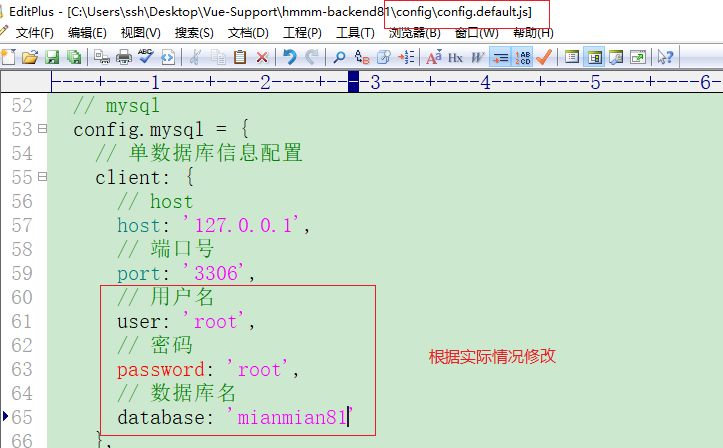 EditPlus - [C:\Users\ssh\Desktop\Vue-Support\hmmm-backend81\config\config.default.js]
文件(F) 编辑(E) 视图(V) 搜索(S) 文档(D) 工程(P) 工具(T) 浏览器(B) 窗口(W) 帮助(H)
----+----1----+----2----+----3----+----4----+----5----+----6-
52 // mysql
53 config.mysql = {
54 // 单数据库信息配置
55 client: {
56 // host
57 host: '127.0.0.1',
58 // 端口号
59 port: '3306',
60 // 用户名
61 user: 'root',
62 // 密码
63 password: 'root',
64 // 数据库名
65 database: 'mianmian81'
66 },
根据实际情况修改